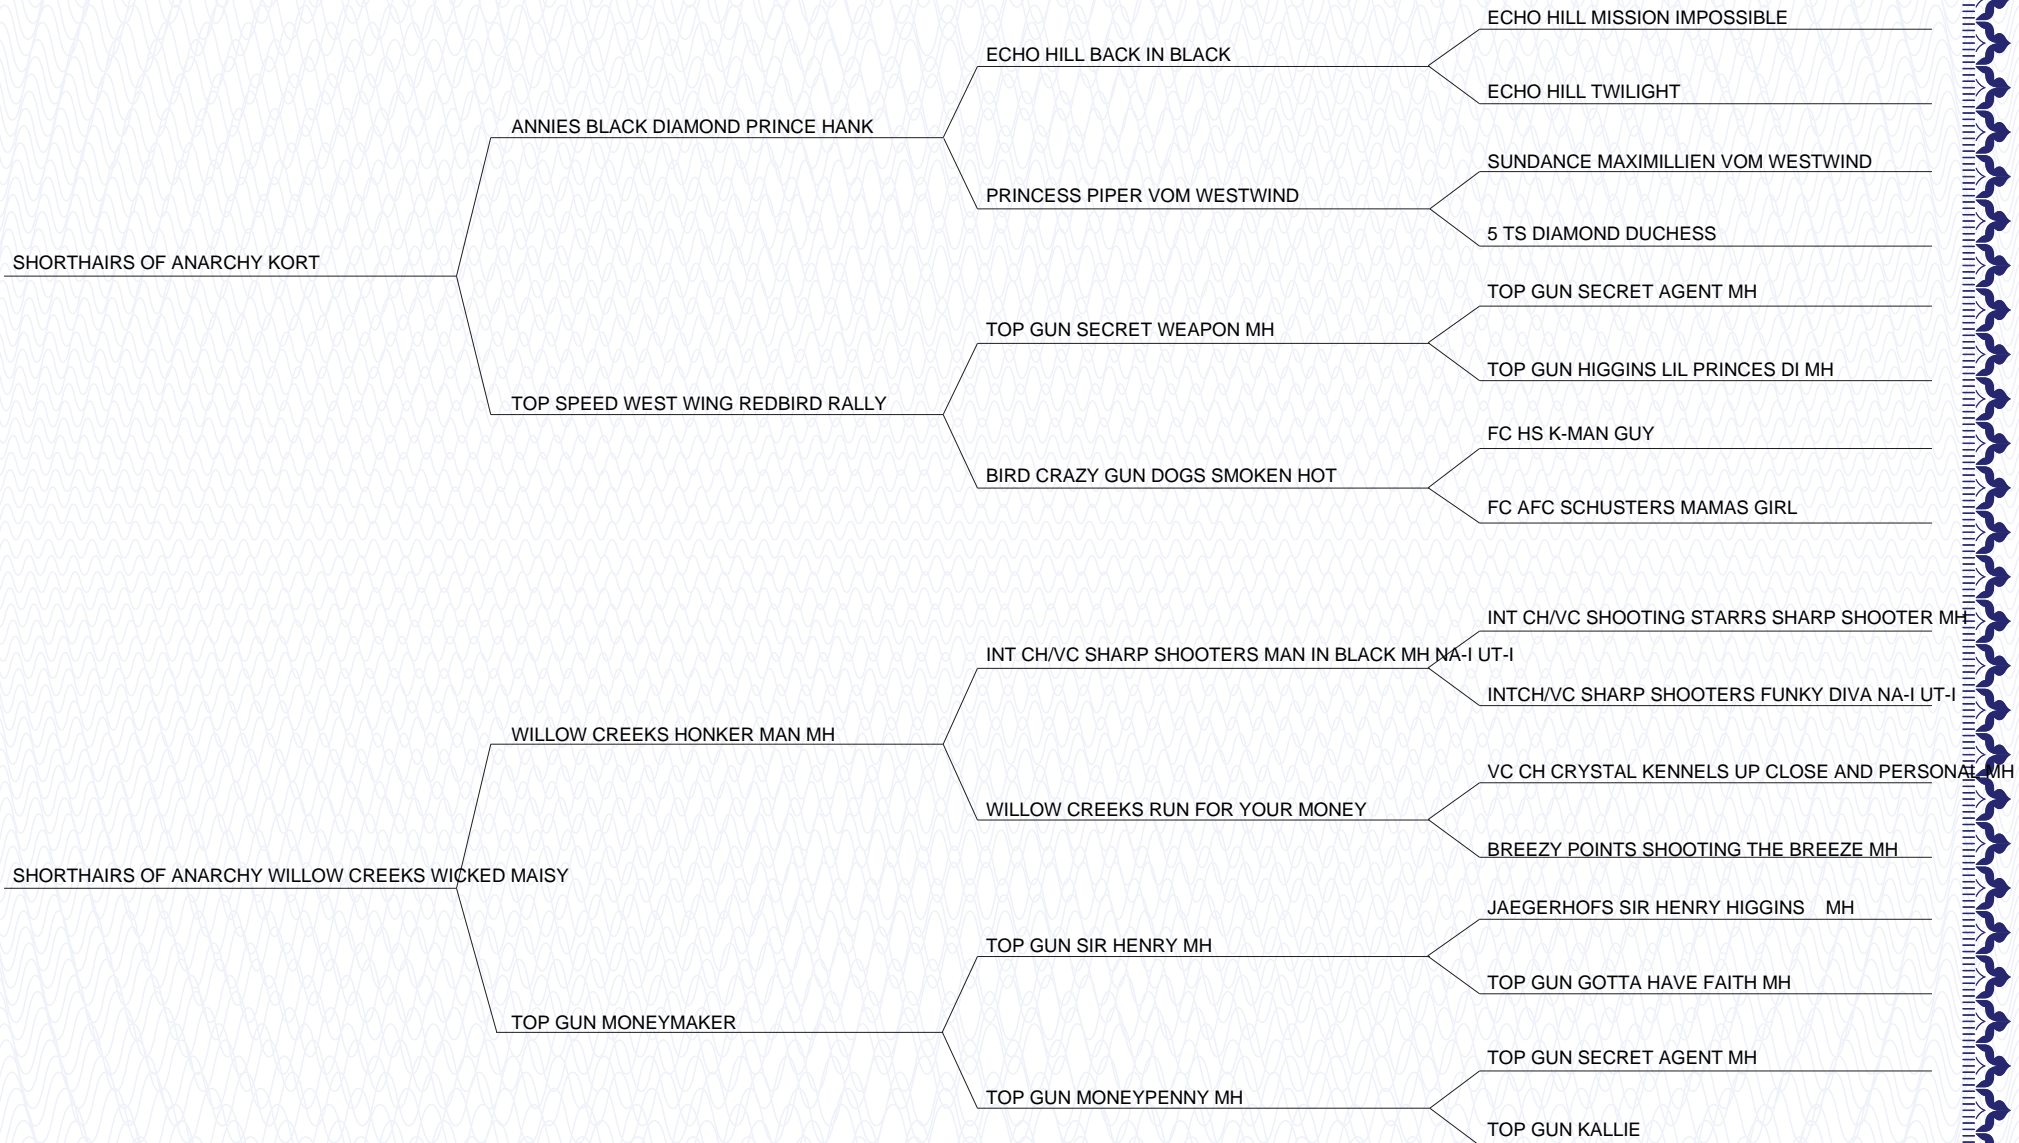 ECHO HILL MISSION IMPOSSIBLE
ECHO HILL BACK IN BLACK
ECHO HILL TWILIGHT
ANNIES BLACK DIAMOND PRINCE HANK
SUNDANCE MAXIMILLIEN VOM WESTWIND
PRINCESS PIPER VOM WESTWIND
5 TS DIAMOND DUCHESS
SHORTHAIRS OF ANARCHY KORT
TOP GUN SECRET AGENT MH
TOP GUN SECRET WEAPON MH
TOP GUN HIGGINS LIL PRINCES DI MH
TOP SPEED WEST WING REDBIRD RALLY
FC HS K-MAN GUY
BIRD CRAZY GUN DOGS SMOKEN HOT
FC AFC SCHUSTERS MAMAS GIRL
INT CH/VC SHOOTING STARRS SHARP SHOOTER MH
INT CH/VC SHARP SHOOTERS MAN IN BLACK MH NA-I UT-I
INTCH/VC SHARP SHOOTERS FUNKY DIVA NA-I UT-I
WILLOW CREEKS HONKER MAN MH
VC CH CRYSTAL KENNELS UP CLOSE AND PERSONAL MH
WILLOW CREEKS RUN FOR YOUR MONEY
BREEZY POINTS SHOOTING THE BREEZE MH
SHORTHAIRS OF ANARCHY WILLOW CREEKS WICKED MAISY
JAEGERHOFS SIR HENRY HIGGINS MH
TOP GUN SIR HENRY MH
TOP GUN GOTTA HAVE FAITH MH
TOP GUN MONEYMAKER
TOP GUN SECRET AGENT MH
TOP GUN MONEYPENNY MH
TOP GUN KALLIE